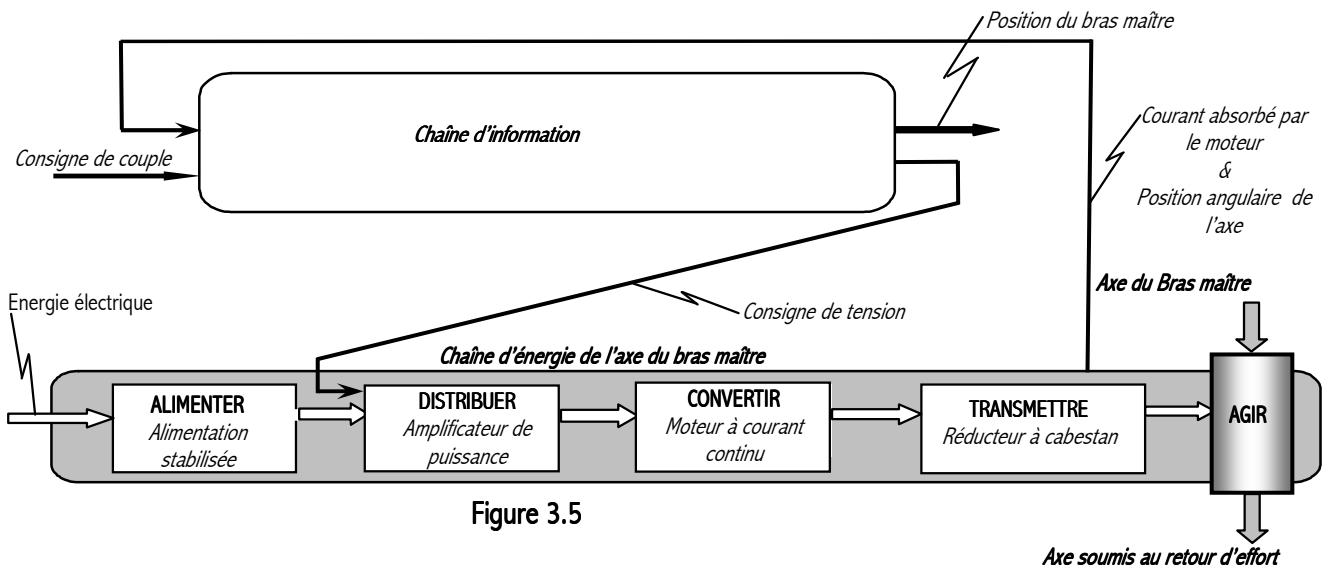 Position du bras maître
Chaîne d'information
Consigne de couple
Courant absorbé par
le moteur
&
Position angulaire de
l'axe
Axe du Bras maître
Energie électrique
Consigne de tension
Chaîne d'énergie de l'axe du bras maître
ALIMENTER
Alimentation
stabilisée
DISTRIBUER
Amplificateur de
puissance
CONVERTIR
Moteur à courant
continu
TRANSMETTRE
Réducteur à cabestan
AGIR
Figure 3.5
Axe soumis au retour d'effort